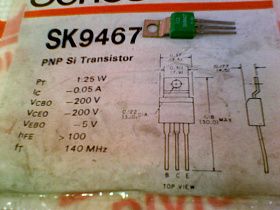 SK9467
PNP Si Transistor
PT 1.25 W
IC -0.05 A
VCBO -200 V
VCEO -200 V
VEBO -5 V
hFE > 100
fT 140 MHz
MAX
B C E
TOP VIEW